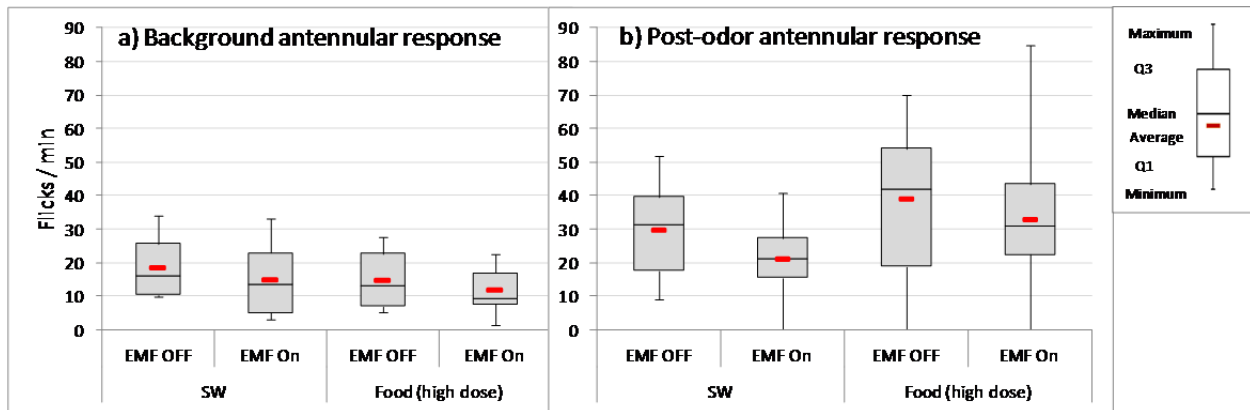 a) Background antennular response
b) Post-odor antennular response
Flicks / min
90
80
70
60
50
40
30
20
10
0
EMF OFF
EMF On
EMF OFF
EMF On
SW
Food (high dose)
90
80
70
60
50
40
30
20
10
0
EMF OFF
EMF On
EMF OFF
EMF On
SW
Food (high dose)
Maximum
Q3
Median
Average
Q1
Minimum